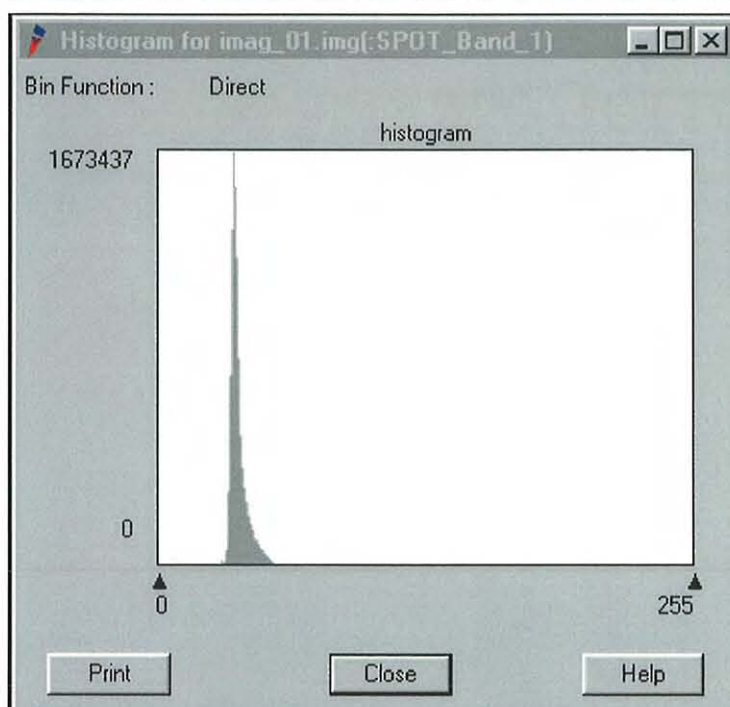 Histogram for imag_01.img(:SPOT_Band_1)
Bin Function : Direct
histogram
1673437
0
0 255
Print Close Help